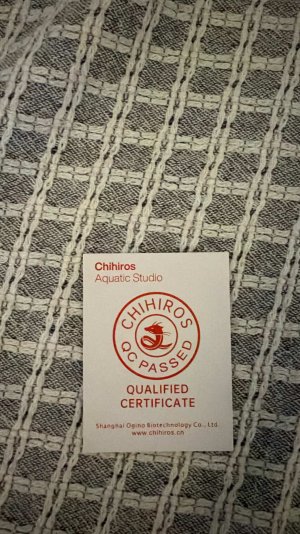 Chihiros
Aquatic Studio
CHIHIROS
QC PASSED
QUALIFIED
CERTIFICATE
Shanghai Ogino Biotechnology Co., Ltd
www.chihiros.cn